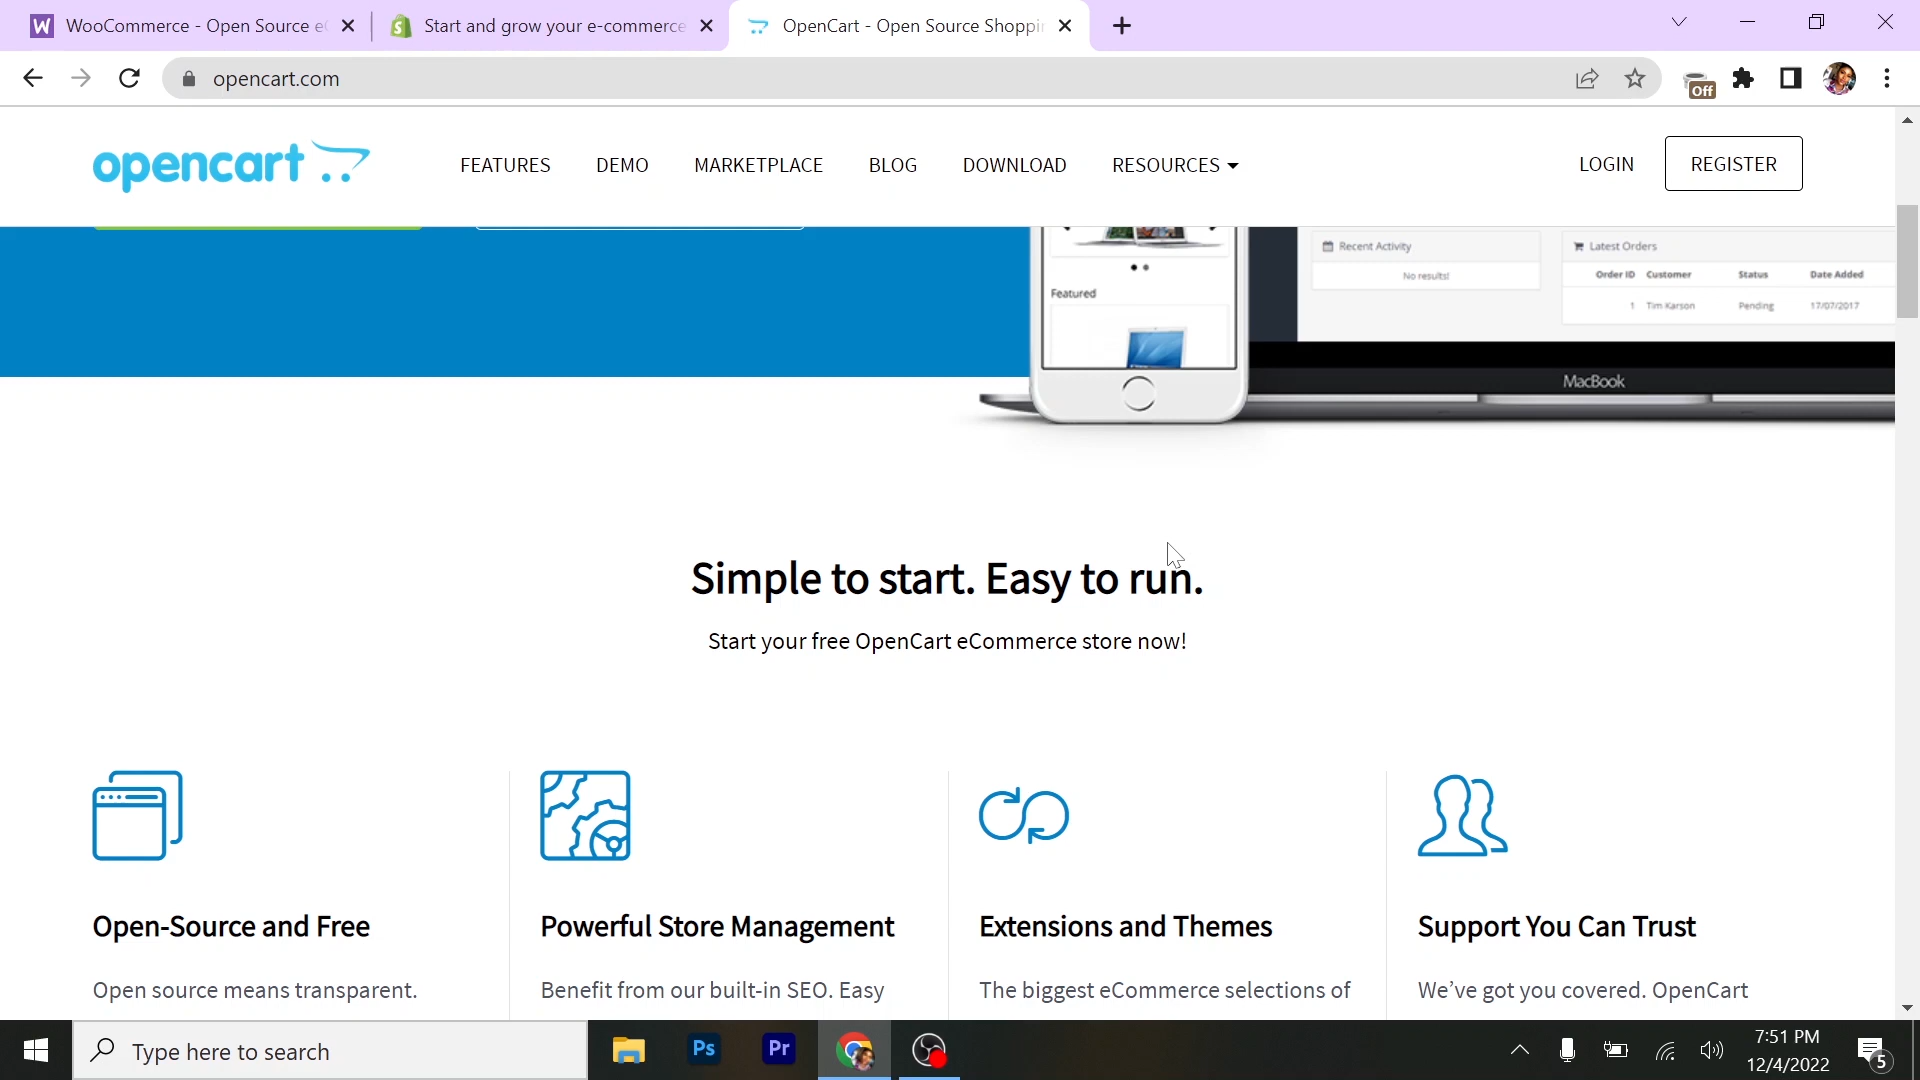 WooCommerce - Open Source e
Start and grow your e-commerce
OpenCart - Open Source Shoppi
opencart.com
Off
opencart
FEATURES
DEMO
MARKETPLACE
BLOG
DOWNLOAD
RESOURCES
LOGIN
REGISTER
Recent Activity
No results!
Latest Orders
Order ID Customer Status Date Added
1 Tim Karson Pending 17/07/2017
Featured
MacBook
Simple to start. Easy to run.
Start your free OpenCart eCommerce store now!
Open-Source and Free
Open source means transparent.
Powerful Store Management
Benefit from our built-in SEO. Easy
Extensions and Themes
The biggest eCommerce selections of
Support You Can Trust
We’ve got you covered. OpenCart
Type here to search
Ps
Pr
7:51 PM
12/4/2022
5